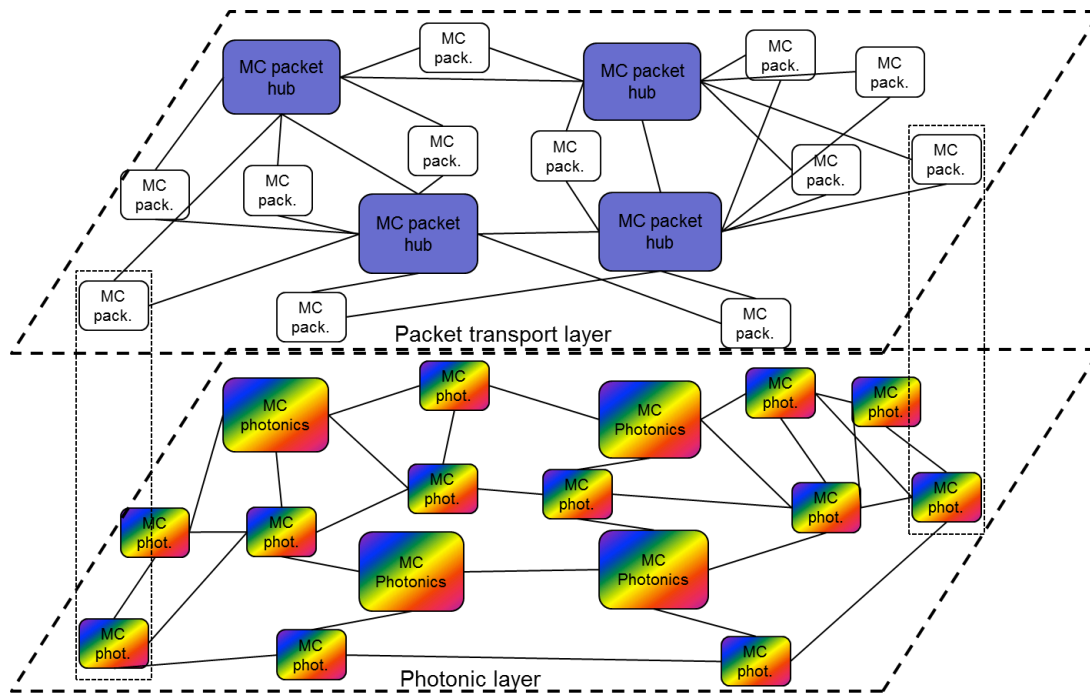 MC
pack.
MC packet
hub
MC packet
hub
MC
pack.
MC
pack.
MC
pack.
MC
pack.
MC
pack.
MC
pack.
MC
pack.
MC
pack.
MC
pack.
MC packet
hub
MC packet
hub
MC
pack.
MC
pack.
MC
pack.
Packet transport layer
MC
phot.
MC
photonics
MC
Photonics
MC
phot.
MC
phot.
MC
phot.
MC
phot.
MC
phot.
MC
phot.
MC
phot.
MC
phot.
MC
Photonics
MC
Photonics
MC
phot.
MC
phot.
MC
phot.
Photonic layer